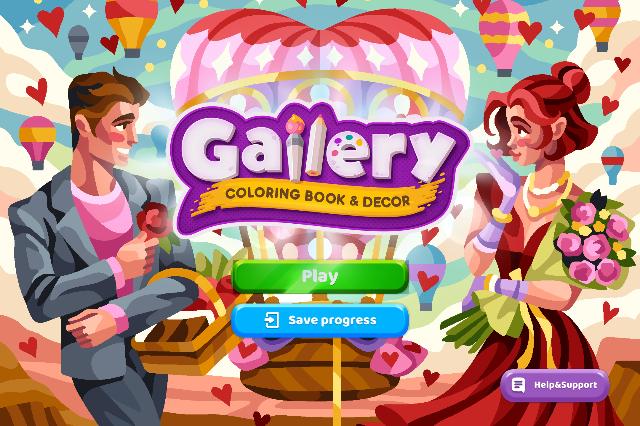 Gallery
COLORING BOOK & DECOR
Play
Save progress
Help&Support